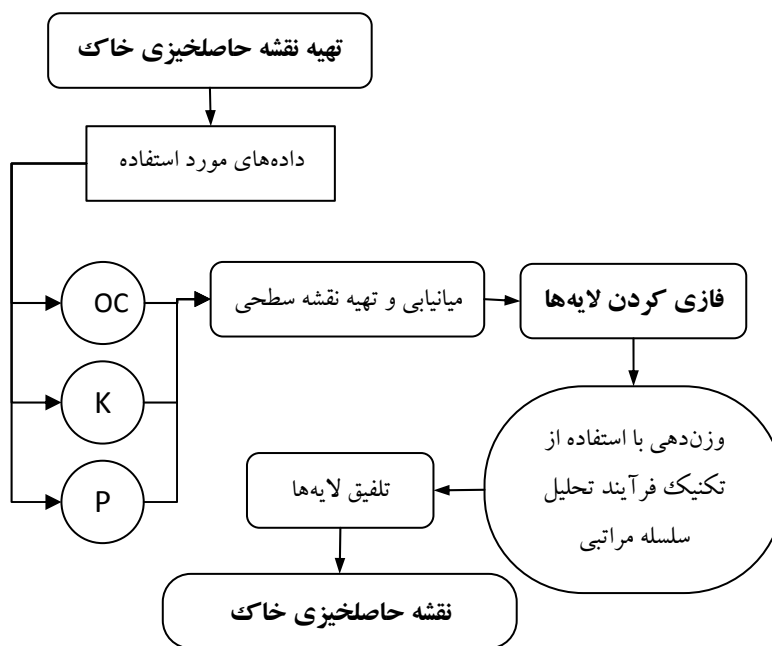 تهیه نقشه حاصلخیزی خاک
داده‌های مورد استفاده
OC
K
P
میانیابی و تهیه نقشه سطحی
فازی کردن لایه‌ها
وزن‌دهی با استفاده از
تکنیک فرآیند تحلیل
سلسله مراتبی
تلفیق لایه‌ها
نقشه حاصلخیزی خاک